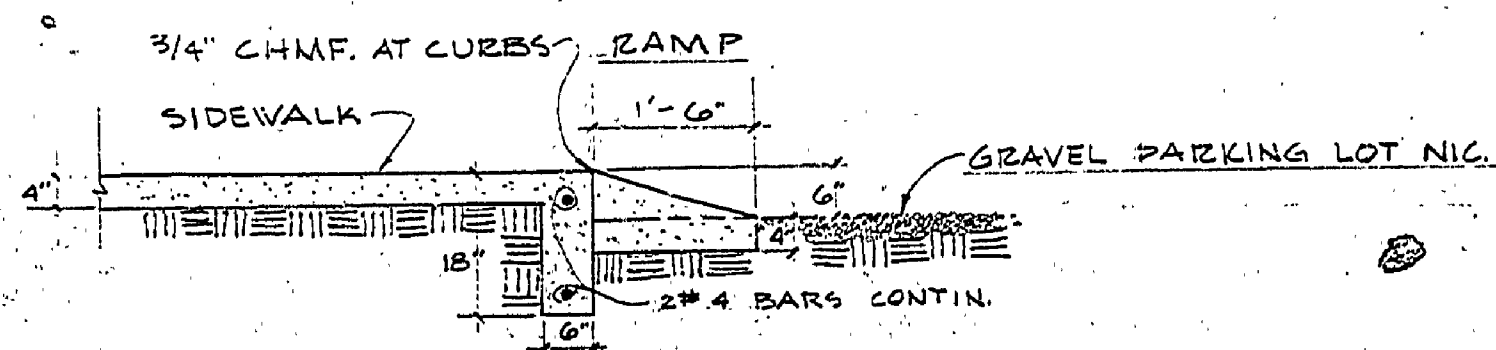 3/4" CHMF. AT CURBS
RAMP
SIDEWALK
1'-6"
GRAVEL PARKING LOT NIC.
4"
6"
4"
18"
2#4 BARS CONTIN.
6"